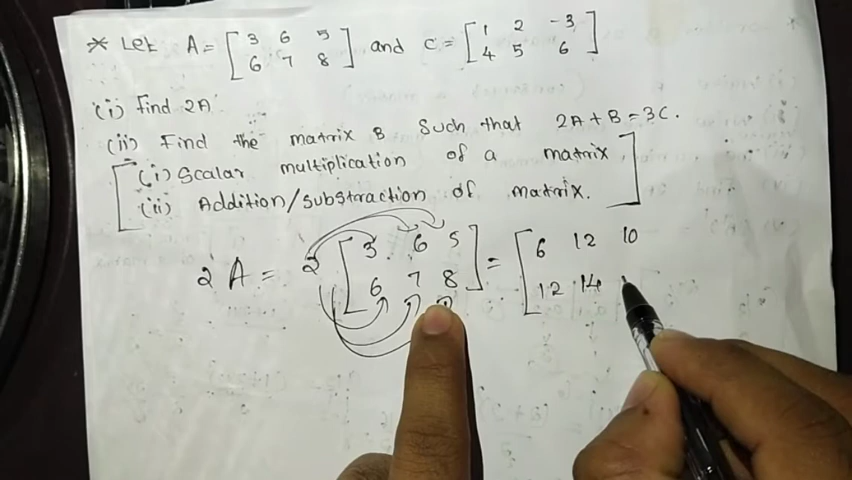 * Let A = [ 3 6 5 and C = [ 1 2 -3
6 7 8 ] 4 5 6 ]
(i) Find 2A
(ii) Find the matrix B Such that 2A + B = 3C.
[ (i) Scalar multiplication of a matrix
(ii) Addition/substraction of matrix. ]
2 A = 2 [ 3 6 5 ] = [ 6 12 10
6 7 8 12 14